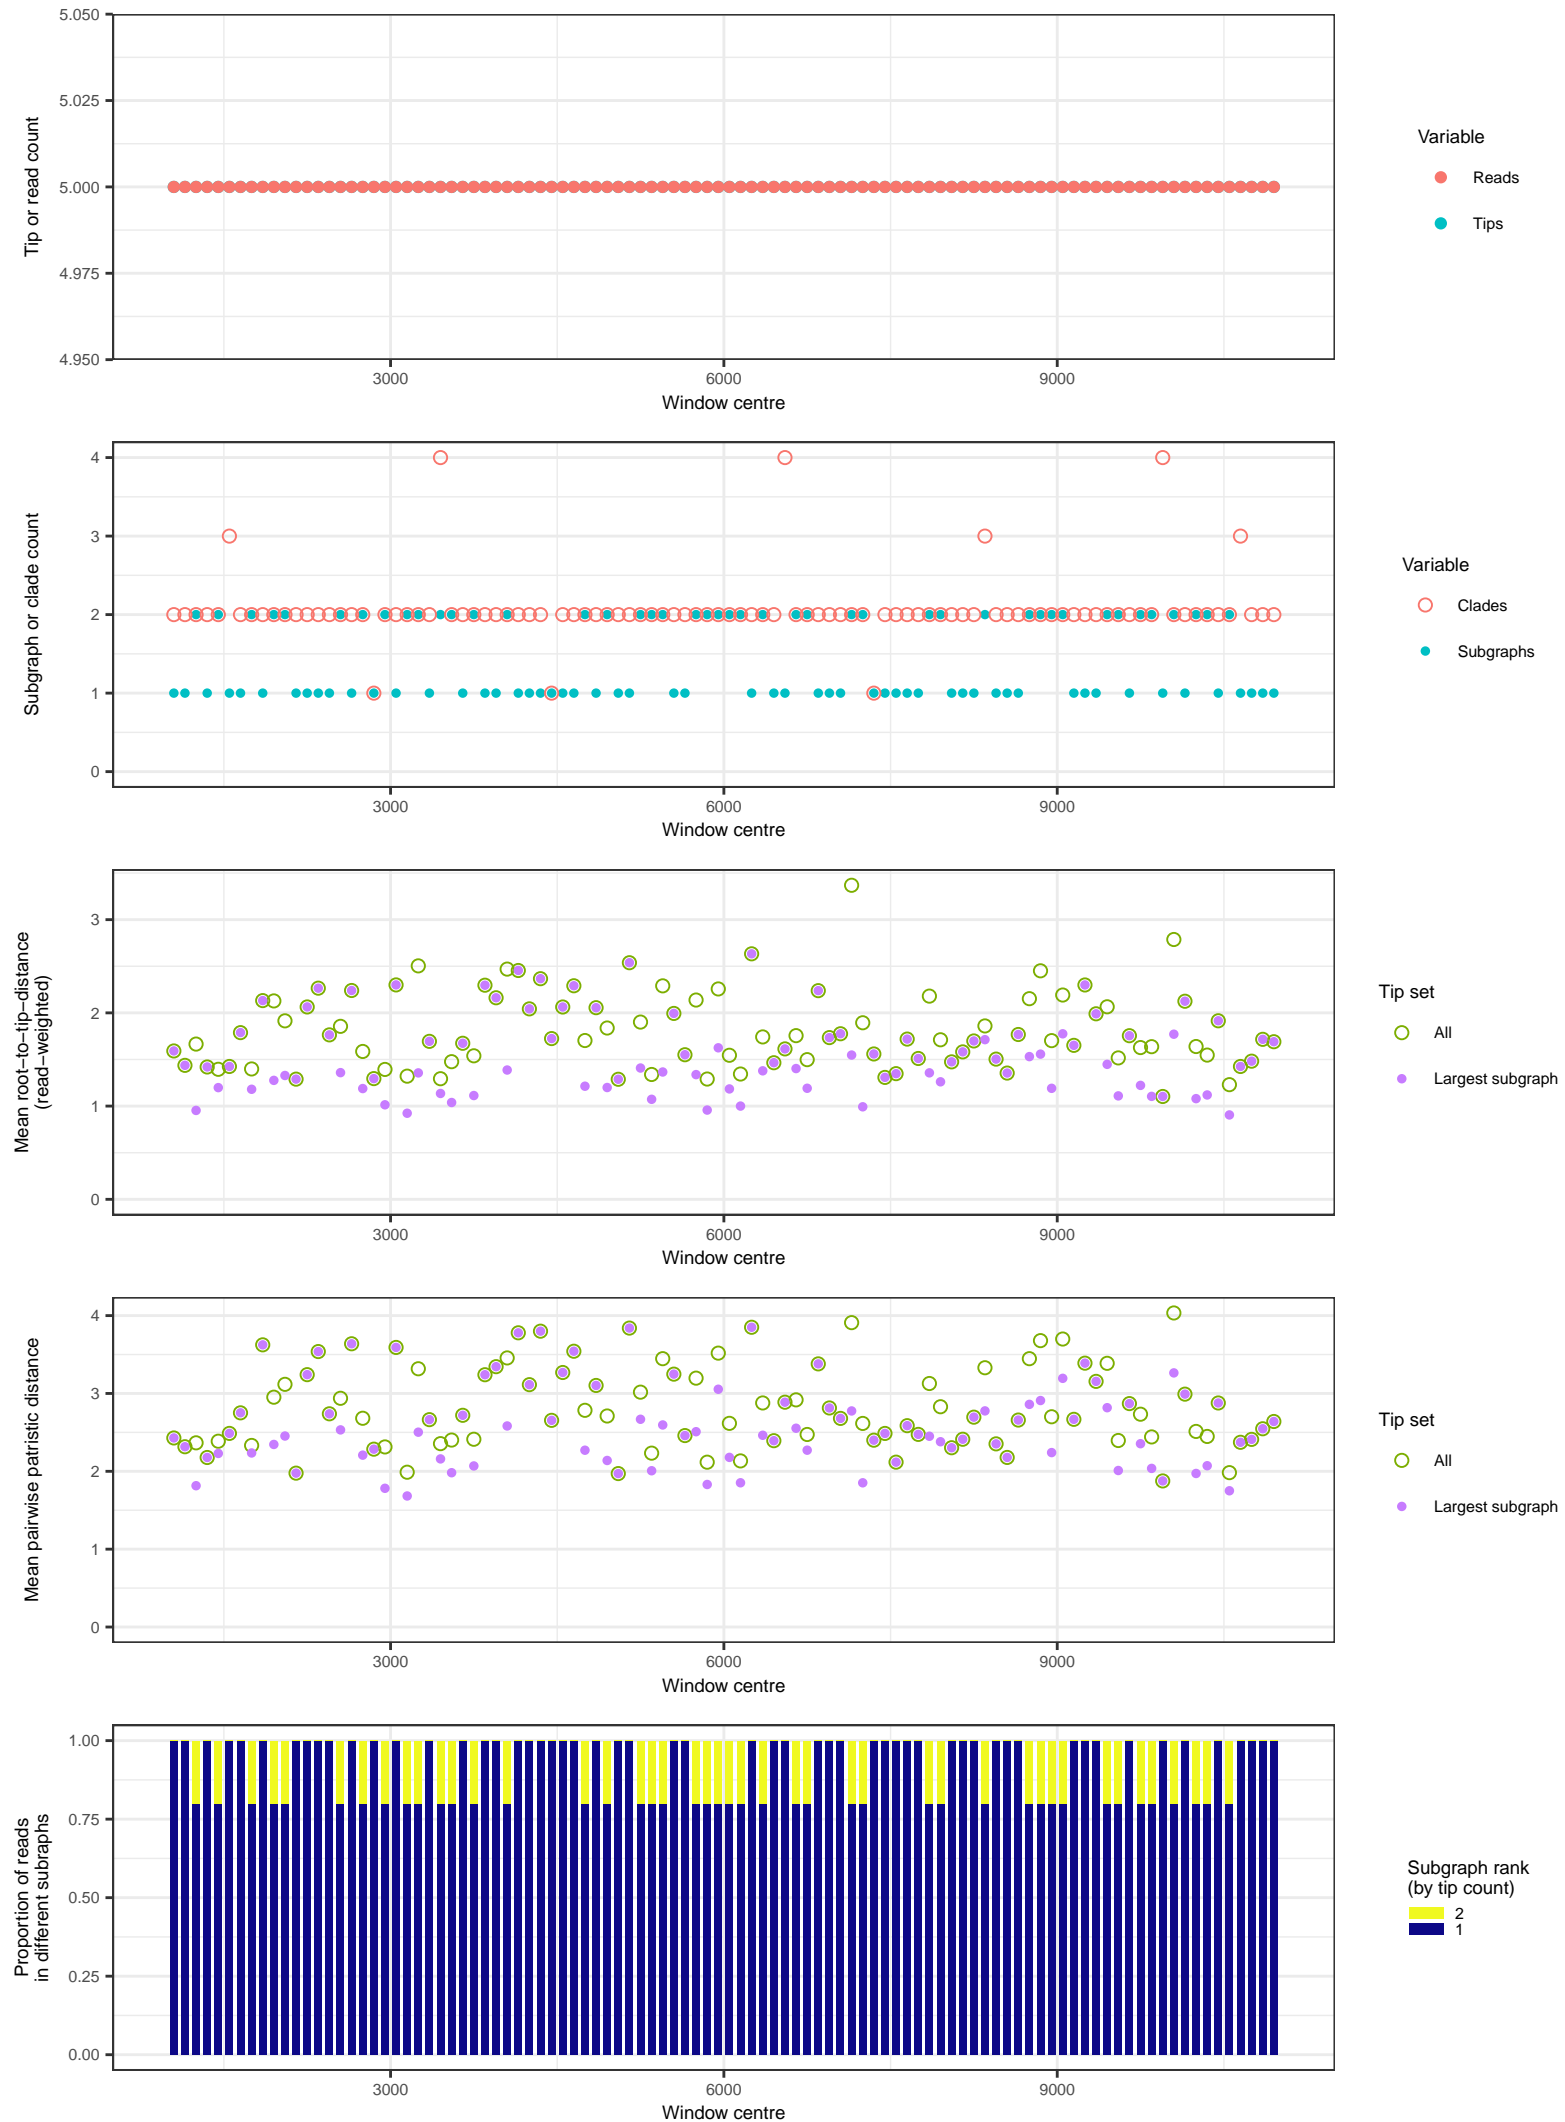 5.050
5.025
5.000
4.975
4.950
Tip or read count
3000 6000 9000
Window centre
Variable
Reads
Tips
4
3
2
1
0
Subgraph or clade count
3000 6000 9000
Window centre
Variable
Clades
Subgraphs
3
2
1
0
Mean root−to−tip−distance
(read−weighted)
3000 6000 9000
Window centre
Tip set
All
Largest subgraph
4
3
2
1
0
Mean pairwise patristic distance
3000 6000 9000
Window centre
Tip set
All
Largest subgraph
1.00
0.75
0.50
0.25
0.00
Proportion of reads
in different subraphs
3000 6000 9000
Window centre
Subgraph rank
(by tip count)
2
1